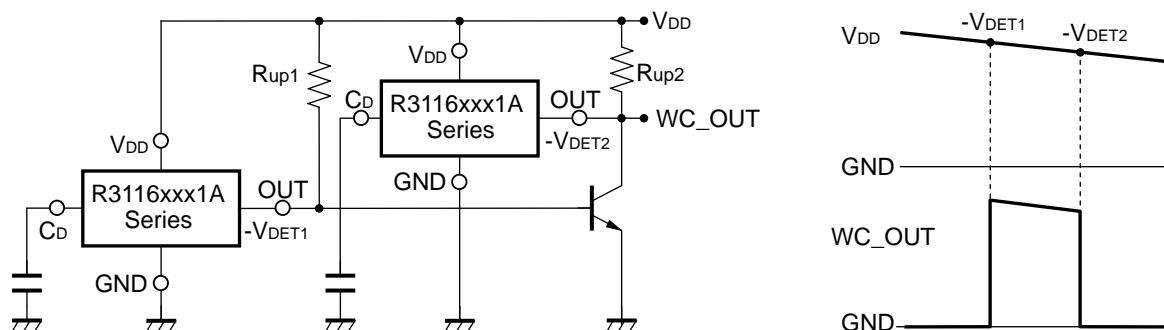 VDD
VDD
Rup1
R3116xxx1A
Series
CD
OUT
-VDET2
GND
Rup2
WC_OUT
VDD
R3116xxx1A
Series
CD
OUT
-VDET1
GND
VDD
-VDET1
-VDET2
GND
WC_OUT
GND